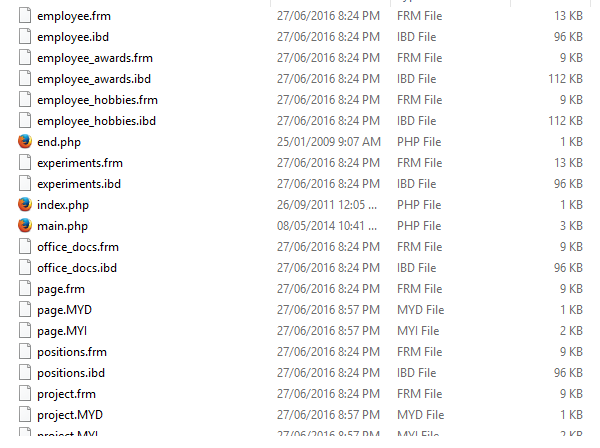 employee.frm 27/06/2016 8:24 PM FRM File 13 KB
employee.ibd 27/06/2016 8:24 PM IBD File 96 KB
employee_awards.frm 27/06/2016 8:24 PM FRM File 9 KB
employee_awards.ibd 27/06/2016 8:24 PM IBD File 112 KB
employee_hobbies.frm 27/06/2016 8:24 PM FRM File 9 KB
employee_hobbies.ibd 27/06/2016 8:24 PM IBD File 112 KB
end.php 25/01/2009 9:07 AM PHP File 1 KB
experiments.frm 27/06/2016 8:24 PM FRM File 13 KB
experiments.ibd 27/06/2016 8:24 PM IBD File 96 KB
index.php 26/09/2011 12:05 ... PHP File 1 KB
main.php 08/05/2014 10:41 ... PHP File 3 KB
office_docs.frm 27/06/2016 8:24 PM FRM File 9 KB
office_docs.ibd 27/06/2016 8:24 PM IBD File 96 KB
page.frm 27/06/2016 8:24 PM FRM File 9 KB
page.MYD 27/06/2016 8:57 PM MYD File 1 KB
page.MYI 27/06/2016 8:57 PM MYI File 2 KB
positions.frm 27/06/2016 8:24 PM FRM File 9 KB
positions.ibd 27/06/2016 8:24 PM IBD File 96 KB
project.frm 27/06/2016 8:24 PM FRM File 9 KB
project.MYD 27/06/2016 8:57 PM MYD File 1 KB
project.MYI 27/06/2016 8:57 PM MYI File 2 KB